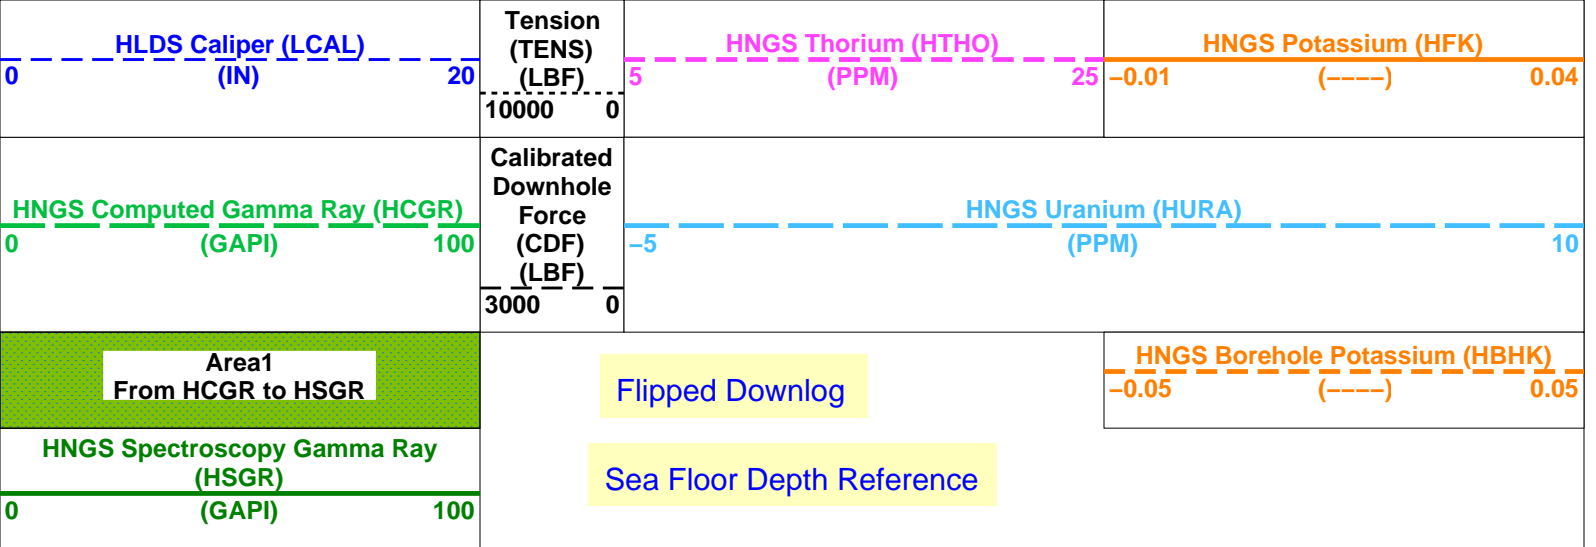 HLDS Caliper (LCAL)
0 (IN) 20
Tension
(TENS)
(LBF)
10000 0
HNGS Thorium (HTHO)
5 (PPM) 25
HNGS Potassium (HFK)
−0.01 (−−−−) 0.04
HNGS Computed Gamma Ray (HCGR)
0 (GAPI) 100
Calibrated
Downhole
Force
(CDF)
(LBF)
3000 0
HNGS Uranium (HURA)
−5 (PPM) 10
Area1
From HCGR to HSGR
Flipped Downlog
HNGS Borehole Potassium (HBHK)
−0.05 (−−−−) 0.05
HNGS Spectroscopy Gamma Ray
(HSGR)
0 (GAPI) 100
Sea Floor Depth Reference